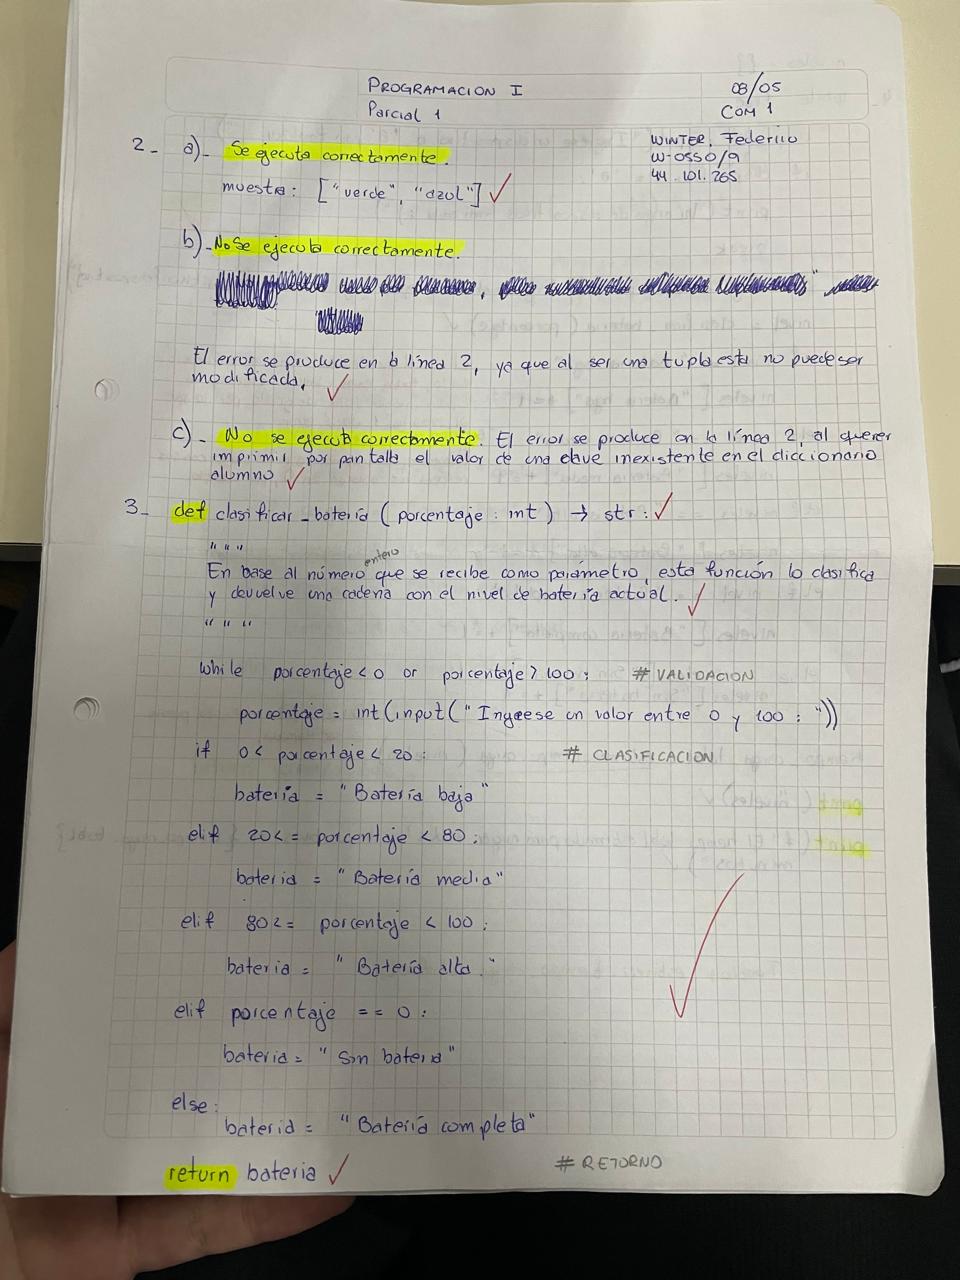 PROGRAMACION I
08/05
Parcial 1
COM 1
WINTER, Federico
W-0550/9
44.101.265
2- a)- Se ejecuta correctamente.
muestra: ["verde", "azul"]
b)- No se ejecuta correctamente.
El error se produce en la línea 2, ya que al ser una tupla esta no puede ser
modificada.
c)- No se ejecuta correctamente. El error se produce en la línea 2, al querer
imprimir por pantalla el valor de una clave inexistente en el diccionario
alumno
3- def clasificar_batería (porcentaje: int) → str:
"""
entero
En base al número que se recibe como parámetro, esta función lo clasifica
y devuelve una cadena con el nivel de batería actual.
"""
while porcentaje < 0 or porcentaje > 100: # VALIDACION
porcentaje = int(input("Ingrese un valor entre 0 y 100: "))
if 0 < porcentaje < 20: # CLASIFICACION
batería = "Batería baja"
elif 20 <= porcentaje < 80:
bateria = "Batería media"
elif 80 <= porcentaje < 100:
bateria = "Batería alta."
elif porcentaje == 0:
bateria = "Sin bateria"
else:
bateria = "Batería completa"
return bateria # RETORNO